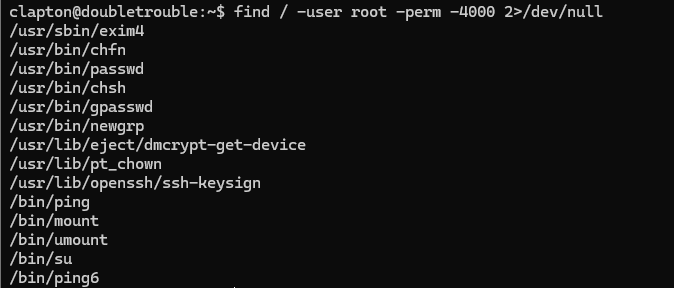 clapton@doubletrouble:~$ find / -user root -perm -4000 2>/dev/null
/usr/sbin/exim4
/usr/bin/chfn
/usr/bin/passwd
/usr/bin/chsh
/usr/bin/gpasswd
/usr/bin/newgrp
/usr/lib/eject/dmcrypt-get-device
/usr/lib/pt_chown
/usr/lib/openssh/ssh-keysign
/bin/ping
/bin/mount
/bin/umount
/bin/su
/bin/ping6